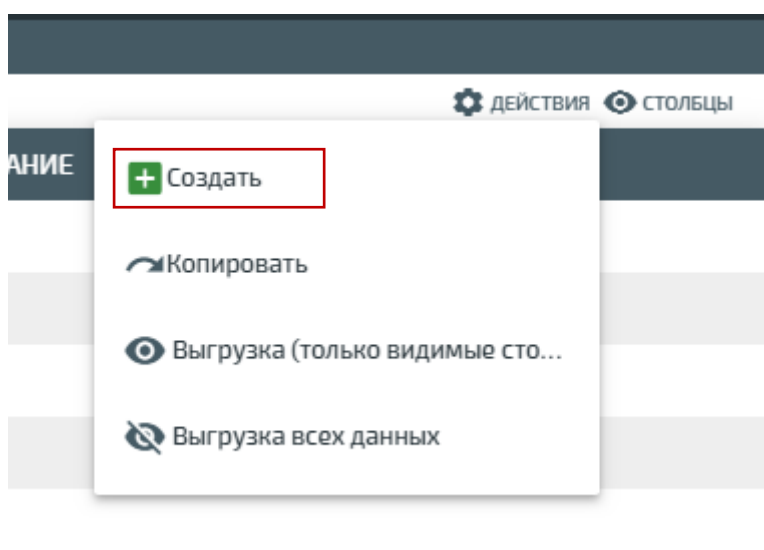 ДЕЙСТВИЯ СТОЛБЦЫ
АНИЕ
Создать
Копировать
Выгрузка (только видимые сто...
Выгрузка всех данных